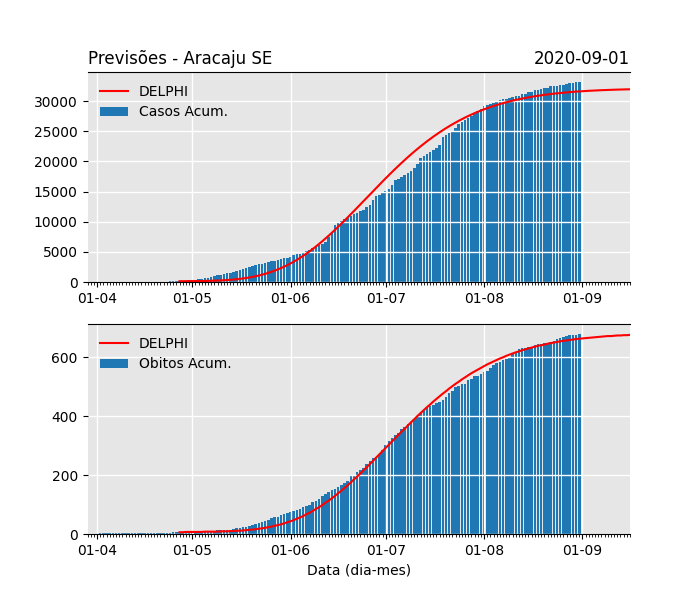 Previsões - Aracaju SE 2020-09-01
DELPHI
Casos Acum.
30000
25000
20000
15000
10000
5000
0
01-04 01-05 01-06 01-07 01-08 01-09
DELPHI
Obitos Acum.
600
400
200
0
01-04 01-05 01-06 01-07 01-08 01-09
Data (dia-mes)